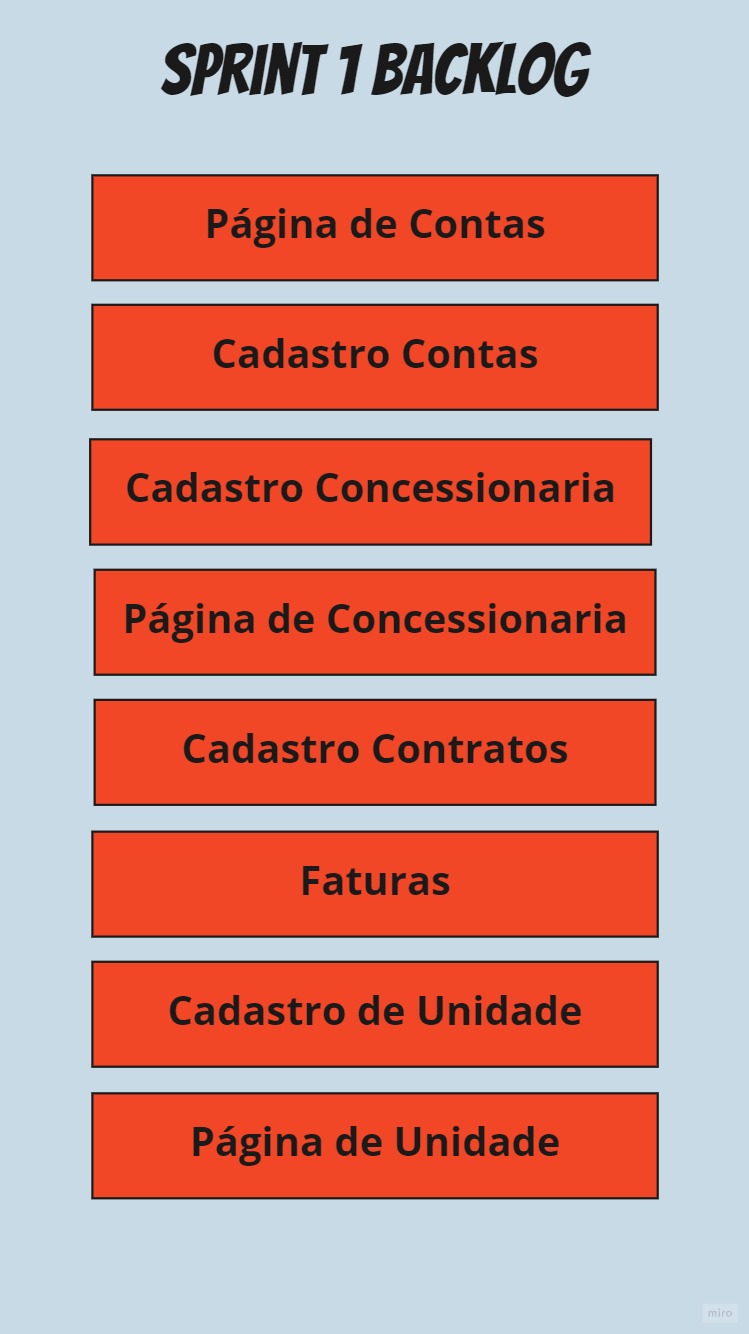 SPRINT 1 BACKLOG
Página de Contas
Cadastro Contas
Cadastro Concessionaria
Página de Concessionaria
Cadastro Contratos
Faturas
Cadastro de Unidade
Página de Unidade
miro